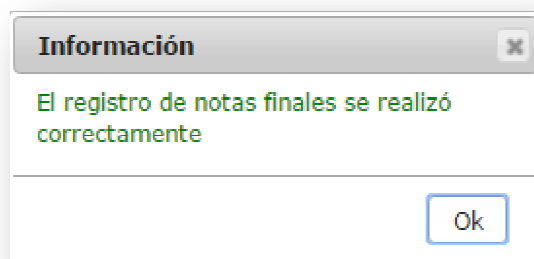 Información
El registro de notas finales se realizó
correctamente
Ok